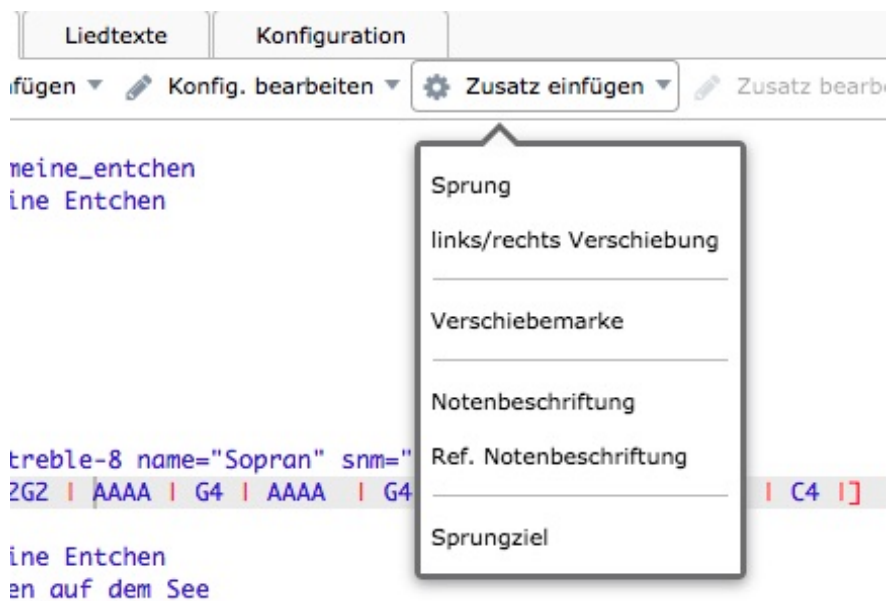 Liedtexte Konfiguration
fügen Konfig. bearbeiten Zusatz einfügen Zusatz bearb
meine_entchen
ine Entchen
Sprung
links/rechts Verschiebung
Verschiebemarke
Notenbeschriftung
Ref. Notenbeschriftung
Sprungziel
treble-8 name="Sopran" snm="
2G2 | AAAA | G4 | AAAA | G4 | C4 |]
ine Entchen
en auf dem See